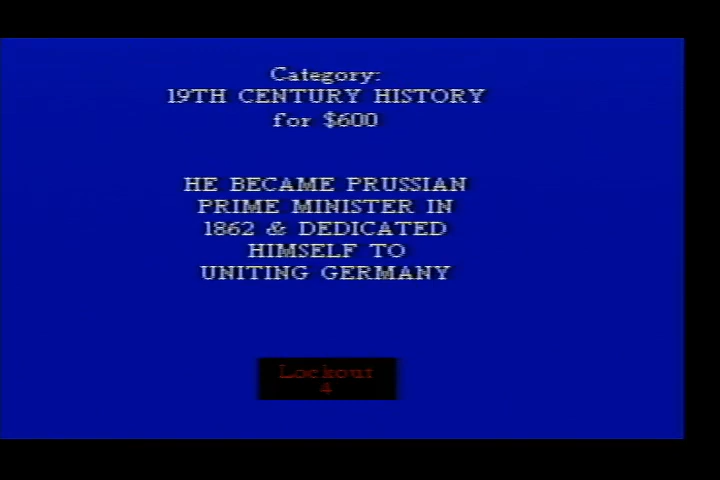 Category:
19TH CENTURY HISTORY
for $600
HE BECAME PRUSSIAN
PRIME MINISTER IN
1862 & DEDICATED
HIMSELF TO
UNITING GERMANY
Lockout
4